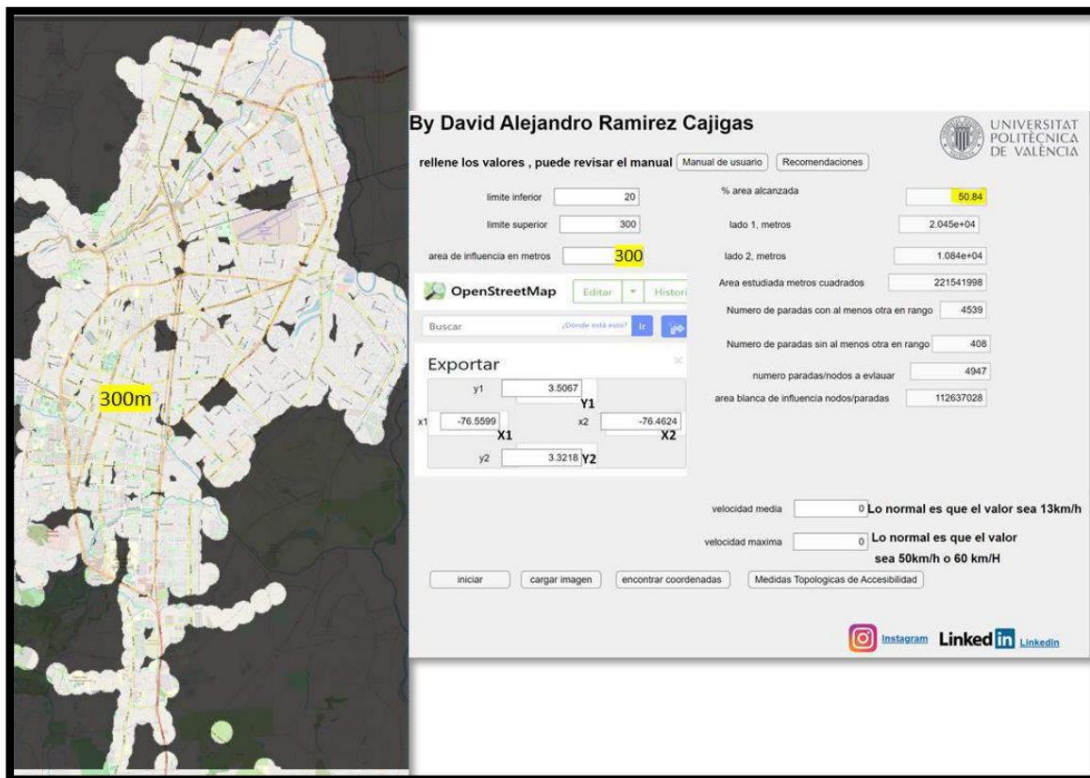 300m
By David Alejandro Ramirez Cajigas
UNIVERSITAT
POLITÈCNICA
DE VALÈNCIA
rellene los valores , puede revisar el manual Manual de usuario Recomendaciones
limite inferior 20 % area alcanzada 50.84
limite superior 300 lado 1, metros 2.045e+04
area de influencia en metros 300 lado 2, metros 1.084e+04
OpenStreetMap Editar Histori Area estudiada metros cuadrados 221541998
Numero de paradas con al menos otra en rango 4539
Buscar ¿Dónde está esto? Ir
Numero de paradas sin al menos otra en rango 408
Exportar
numero paradas/nodos a evlauar 4947
y1 3.5067 area blanca de influencia nodos/paradas 112637028
Y1
x1 -76.5599 x2 -76.4624
X1 X2
y2 3.3218 Y2
velocidad media 0 Lo normal es que el valor sea 13km/h
velocidad maxima 0 Lo normal es que el valor
sea 50km/h o 60 km/H
iniciar cargar imagen encontrar coordenadas Medidas Topologicas de Accesibilidad
Instagram Linked in Linkedin